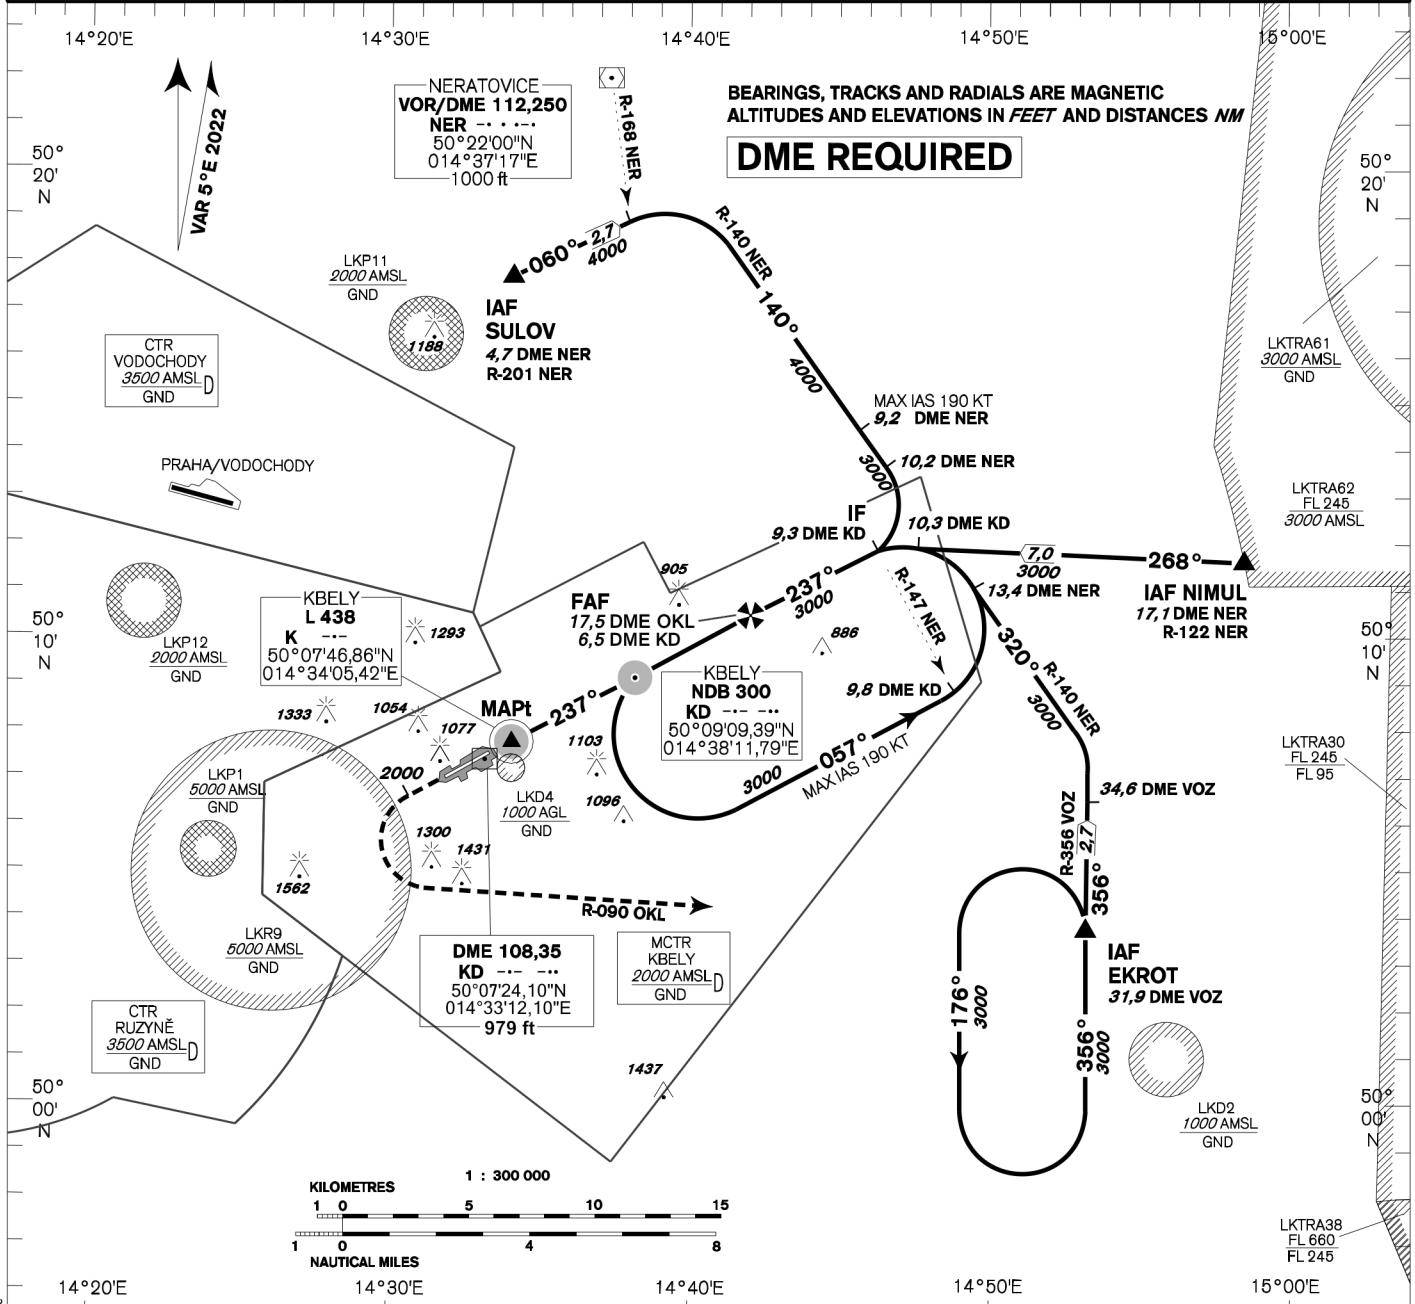 14°20'E
14°30'E
14°40'E
14°50'E
15°00'E
VAR 5°E 2022
NERATOVICE
VOR/DME 112,250
NER –· · ·–·
50°22'00"N
014°37'17"E
1000 ft
R-168 NER
BEARINGS, TRACKS AND RADIALS ARE MAGNETIC
ALTITUDES AND ELEVATIONS IN FEET AND DISTANCES NM
DME REQUIRED
50°
20'
N
50°
20'
N
LKP11
2000 AMSL
GND
1188
060°
2,7
4000
IAF
SULOV
4,7 DME NER
R-201 NER
R-140 NER
140°
4000
LKTRA61
3000 AMSL
GND
CTR
VODOCHODY
3500 AMSL
GND
D
MAX IAS 190 KT
9,2 DME NER
3000
10,2 DME NER
PRAHA/VODOCHODY
LKTRA62
FL 245
3000 AMSL
IF
9,3 DME KD
10,3 DME KD
7,0
3000
268°
IAF NIMUL
17,1 DME NER
R-122 NER
13,4 DME NER
905
237°
3000
R-147 NER
FAF
17,5 DME OKL
6,5 DME KD
KBELY
L 438
K –·–
50°07'46,86"N
014°34'05,42"E
1293
50°
10'
N
50°
10'
N
LKP12
2000 AMSL
GND
886
320°
R-140 NER
3000
KBELY
NDB 300
KD –·– –··
50°09'09,39"N
014°38'11,79"E
9,8 DME KD
MAPt
237°
1333
1054
1077
1103
057°
3000
MAX IAS 190 KT
LKTRA30
FL 245
FL 95
LKP1
5000 AMSL
GND
2000
LKD4
1000 AGL
GND
1096
34,6 DME VOZ
R-356 VOZ
2,7
356°
1300
1431
1562
R-090 OKL
LKR9
5000 AMSL
GND
DME 108,35
KD –·– –··
50°07'24,10"N
014°33'12,10"E
979 ft
MCTR
KBELY
2000 AMSL
GND
D
IAF
EKROT
31,9 DME VOZ
176°
3000
356°
3000
CTR
RUZYNĚ
3500 AMSL
GND
D
1437
50°
00'
N
50°
00'
N
LKD2
1000 AMSL
GND
1 : 300 000
KILOMETRES
1 0 5 10 15
1 0 4 8
NAUTICAL MILES
LKTRA38
FL 660
FL 245
14°20'E
14°30'E
14°40'E
14°50'E
15°00'E